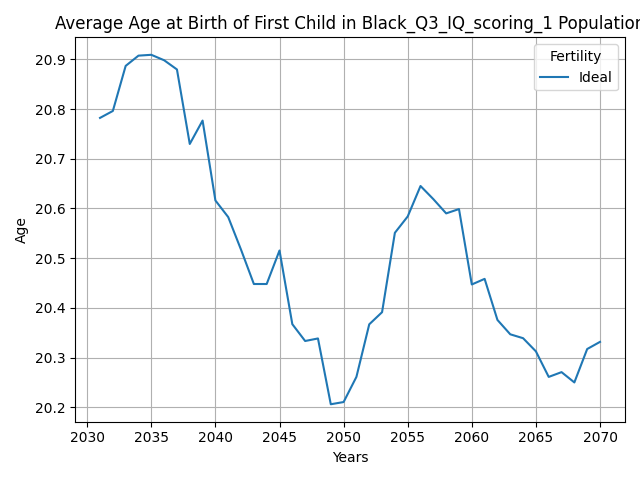 Average Age at Birth of First Child in Black_Q3_IQ_scoring_1 Population
Fertility
Ideal
20.9
20.8
20.7
20.6
20.5
20.4
20.3
20.2
Age
2030 2035 2040 2045 2050 2055 2060 2065 2070
Years